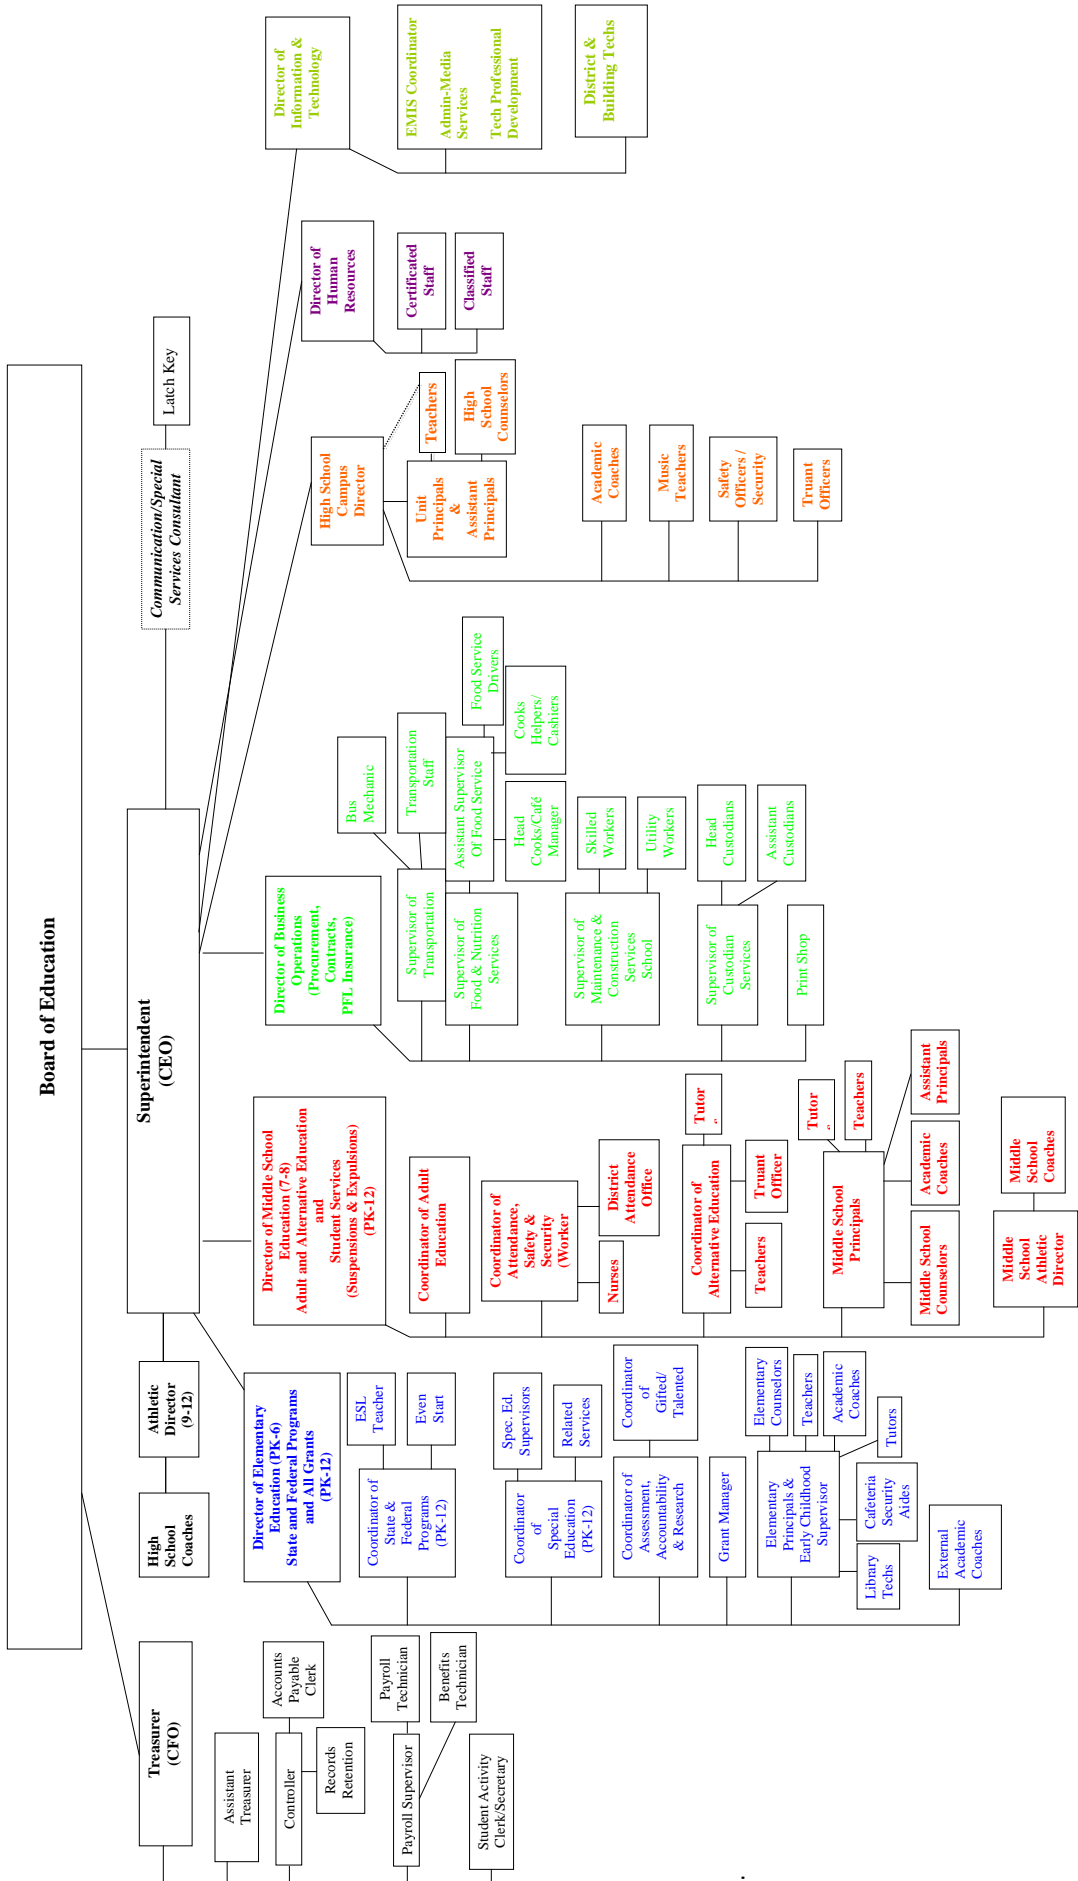 Board of Education
Treasurer
(CFO)
Superintendent
(CEO)
Assistant
Treasurer
Controller
Accounts
Payable
Clerk
Records
Retention
Payroll Supervisor
Payroll
Technician
Benefits
Technician
Student Activity
Clerk/Secretary
High
School
Coaches
Athletic
Director
(9-12)
Communication/Special
Services Consultant
Latch Key
Director of Elementary
Education (PK-6)
State and Federal Programs
and All Grants
(PK-12)
Coordinator of
State &
Federal
Programs
(PK-12)
ESL
Teacher
Even
Start
Coordinator
of
Special
Education
(PK-12)
Spec. Ed.
Supervisors
Related
Services
Coordinator of
Assessment,
Accountability
& Research
Coordinator
of
Gifted/
Talented
Grant Manager
Elementary
Principals &
Early Childhood
Supervisor
Elementary
Counselors
Teachers
Academic
Coaches
Tutors
Cafeteria
Security
Aides
Library
Techs
External
Academic
Coaches
Director of Middle School
Education (7-8)
Adult and Alternative Education
and
Student Services
(Suspensions & Expulsions)
(PK-12)
Coordinator of Adult
Education
Coordinator of
Attendance,
Safety &
Security
(Worker
Nurses
District
Attendance
Office
Coordinator of
Alternative Education
Tutor
Teachers
Truant
Officer
Middle School
Principals
Tutor
Teachers
Assistant
Principals
Academic
Coaches
Middle School
Counselors
Middle
School
Athletic
Director
Middle
School
Coaches
Director of Business
Operations
(Procurement,
Contracts,
PFL Insurance)
Supervisor of
Transportation
Bus
Mechanic
Transportation
Staff
Supervisor of
Food & Nutrition
Services
Assistant Supervisor
Of Food Service
Food Service
Drivers
Head
Cooks/Café
Manager
Cooks
Helpers/
Cashiers
Supervisor of
Maintenance &
Construction
Services
School
Skilled
Workers
Utility
Workers
Supervisor of
Custodian
Services
Head
Custodians
Assistant
Custodians
Print Shop
High School
Campus
Director
Unit
Principals
&
Assistant
Principals
Teachers
High
School
Counselors
Academic
Coaches
Music
Teachers
Safety
Officers /
Security
Truant
Officers
Director of
Human
Resources
Certificated
Staff
Classified
Staff
Director of
Information &
Technology
EMIS Coordinator
Admin-Media
Services
Tech Professional
Development
District &
Building Techs